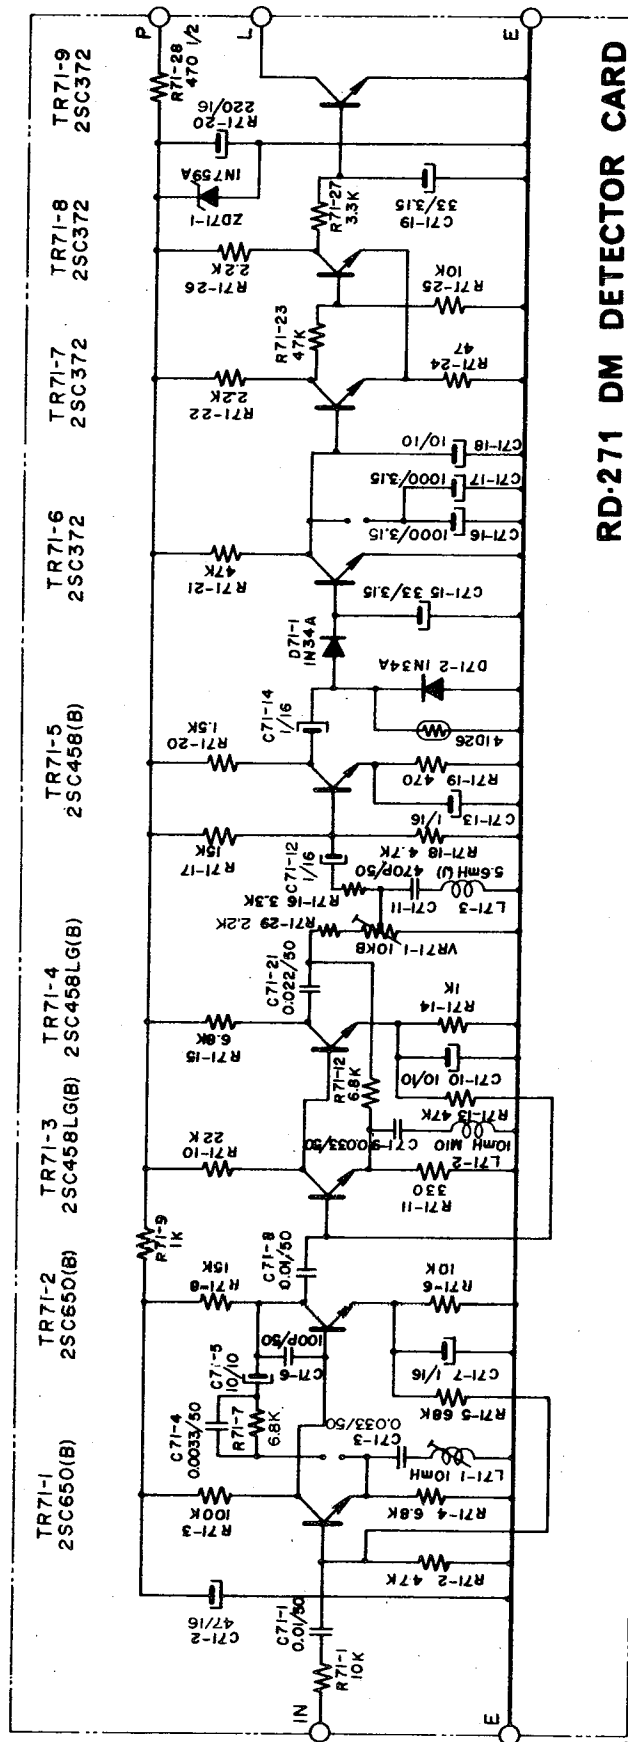 TR71-1
2SC650(B)
TR71-2
2SC650(B)
TR71-3
2SC458LG(B)
TR71-4
2SC458LG(B)
TR71-5
2SC458(B)
TR71-6
2SC372
TR71-7
2SC372
TR71-8
2SC372
TR71-9
2SC372
IN
E
R71-1
10K
C71-1
0.01/50
C71-2
47/16
R71-2
47K
R71-3
100K
R71-4 6.8K
L71-1 10mH
C71-3
0.033/50
C71-4
0.0033/50
R71-7
6.8K
C71-5
10/10
C71-6
100P/50
R71-5 68K
C71-7
1/16
R71-6
10K
R71-8
15K
R71-9
1K
C71-8
0.01/50
R71-10
22K
R71-11
330
L71-2
10mH M10
C71-9 0.033/50
R71-12
6.8K
R71-13 47K
C71-10
10/10
R71-14
1K
R71-15
6.8K
C71-21
0.022/50
R71-29 2.2K
VR71-1 10KB
R71-16 3.3K
C71-11
470P/50
L71-3
5.6mH (J)
C71-12
1/16
R71-17
15K
R71-18 4.7K
C71-13
1/16
R71-19
470
R71-20
1.5K
C71-14
1/16
41D26
D71-2 1N34A
D71-1
1N34A
C71-15 33/3.15
R71-21
47K
C71-16
1000/3.15
C71-17
1000/3.15
C71-18
10/10
R71-22
2.2K
R71-23
47K
R71-24
47
R71-25
10K
R71-26
2.2K
R71-27
3.3K
C71-19
33/3.15
ZD71-1
1N759A
R71-20
220/16
R71-28
470 1/2
P
L
E
RD-271 DM DETECTOR CARD